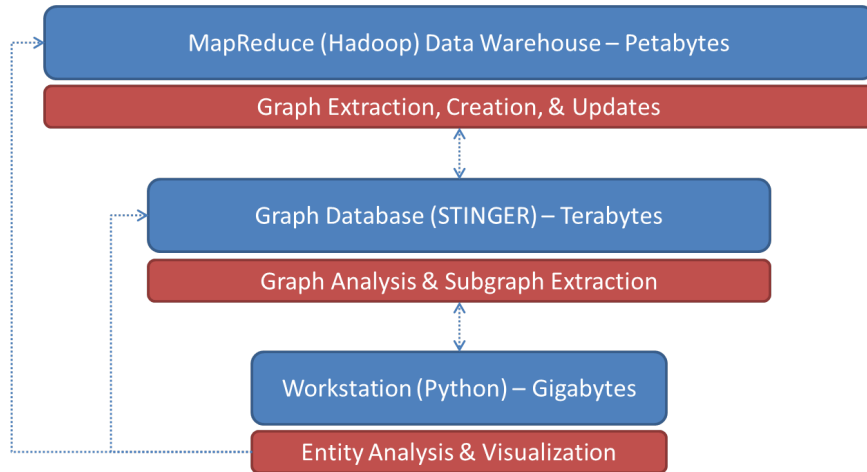 MapReduce (Hadoop) Data Warehouse – Petabytes
Graph Extraction, Creation, & Updates
Graph Database (STINGER) – Terabytes
Graph Analysis & Subgraph Extraction
Workstation (Python) – Gigabytes
Entity Analysis & Visualization